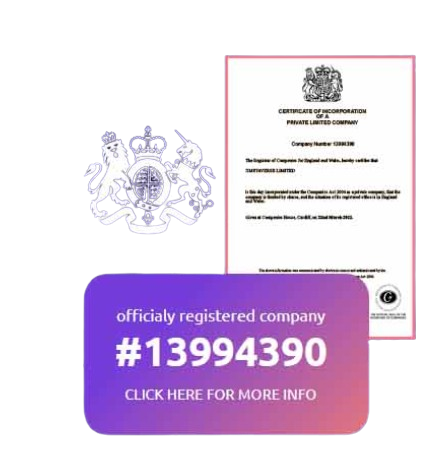 CERTIFICATE OF INCORPORATION
OF A
PRIVATE LIMITED COMPANY
Company Number 13994390
The Registrar of Companies for England and Wales, hereby certifies that
LIMITED
is this day incorporated under the Companies Act 2006 as a private company, that the
company is limited by shares, and the situation of its registered office is in England
and Wales.
Given at Companies House, Cardiff, on 22nd March 2022.
officialy registered company
#13994390
CLICK HERE FOR MORE INFO